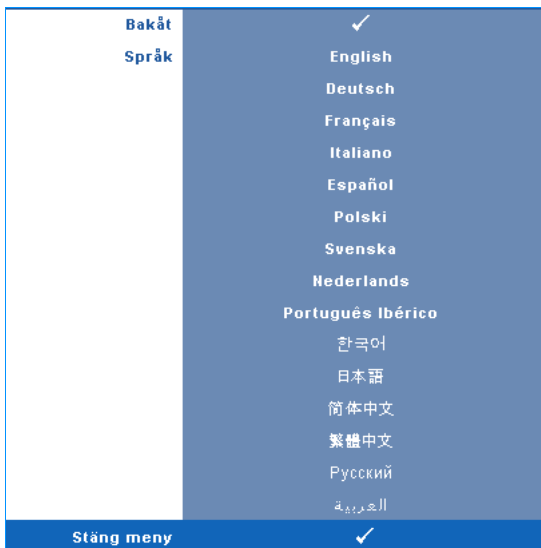 Bakåt ✓
Språk English
Deutsch
Français
Italiano
Español
Polski
Svenska
Nederlands
Português Ibérico
한국어
日本語
简体中文
繁體中文
Русский
العربية
Stäng meny ✓